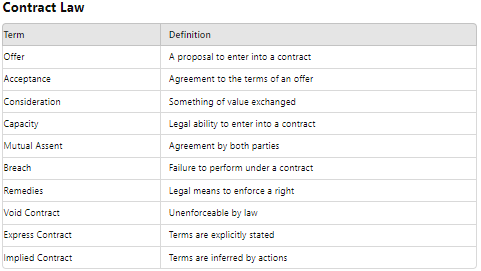 Contract Law
Term Definition
Offer A proposal to enter into a contract
Acceptance Agreement to the terms of an offer
Consideration Something of value exchanged
Capacity Legal ability to enter into a contract
Mutual Assent Agreement by both parties
Breach Failure to perform under a contract
Remedies Legal means to enforce a right
Void Contract Unenforceable by law
Express Contract Terms are explicitly stated
Implied Contract Terms are inferred by actions